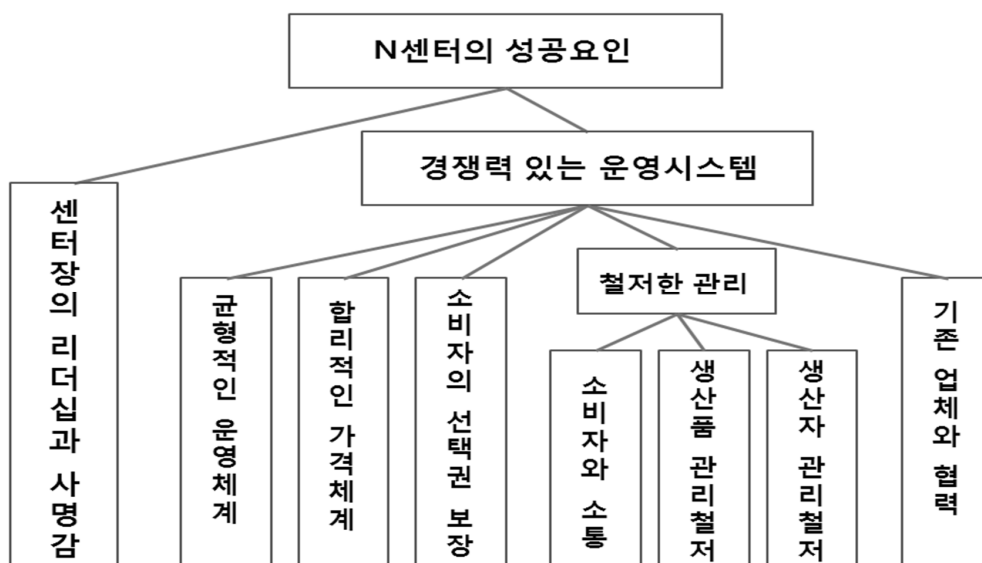 N센터의 성공요인
경쟁력 있는 운영시스템
센터장의 리더십과 사명감
균형적인 운영체계
합리적인 가격체계
소비자의 선택권 보장
철저한 관리
소비자와 소통
생산품 관리철저
생산자 관리철저
기존 업체와 협력